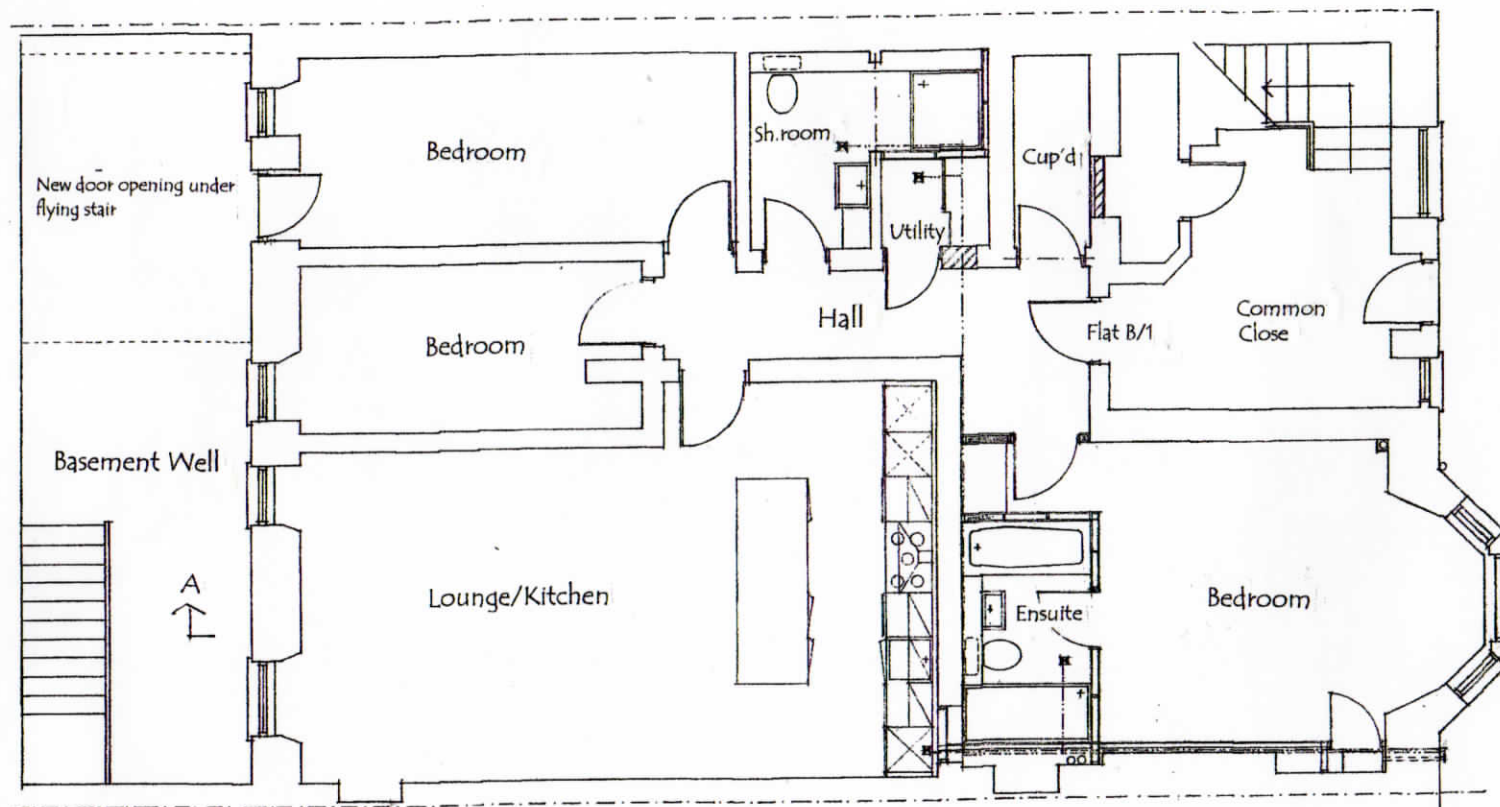 Bedroom
Sh.room
Cup'd
New door opening under
flying stair
Utility
Hall
Flat B/1
Common
Close
Bedroom
Basement Well
A
Lounge/Kitchen
Ensuite
Bedroom